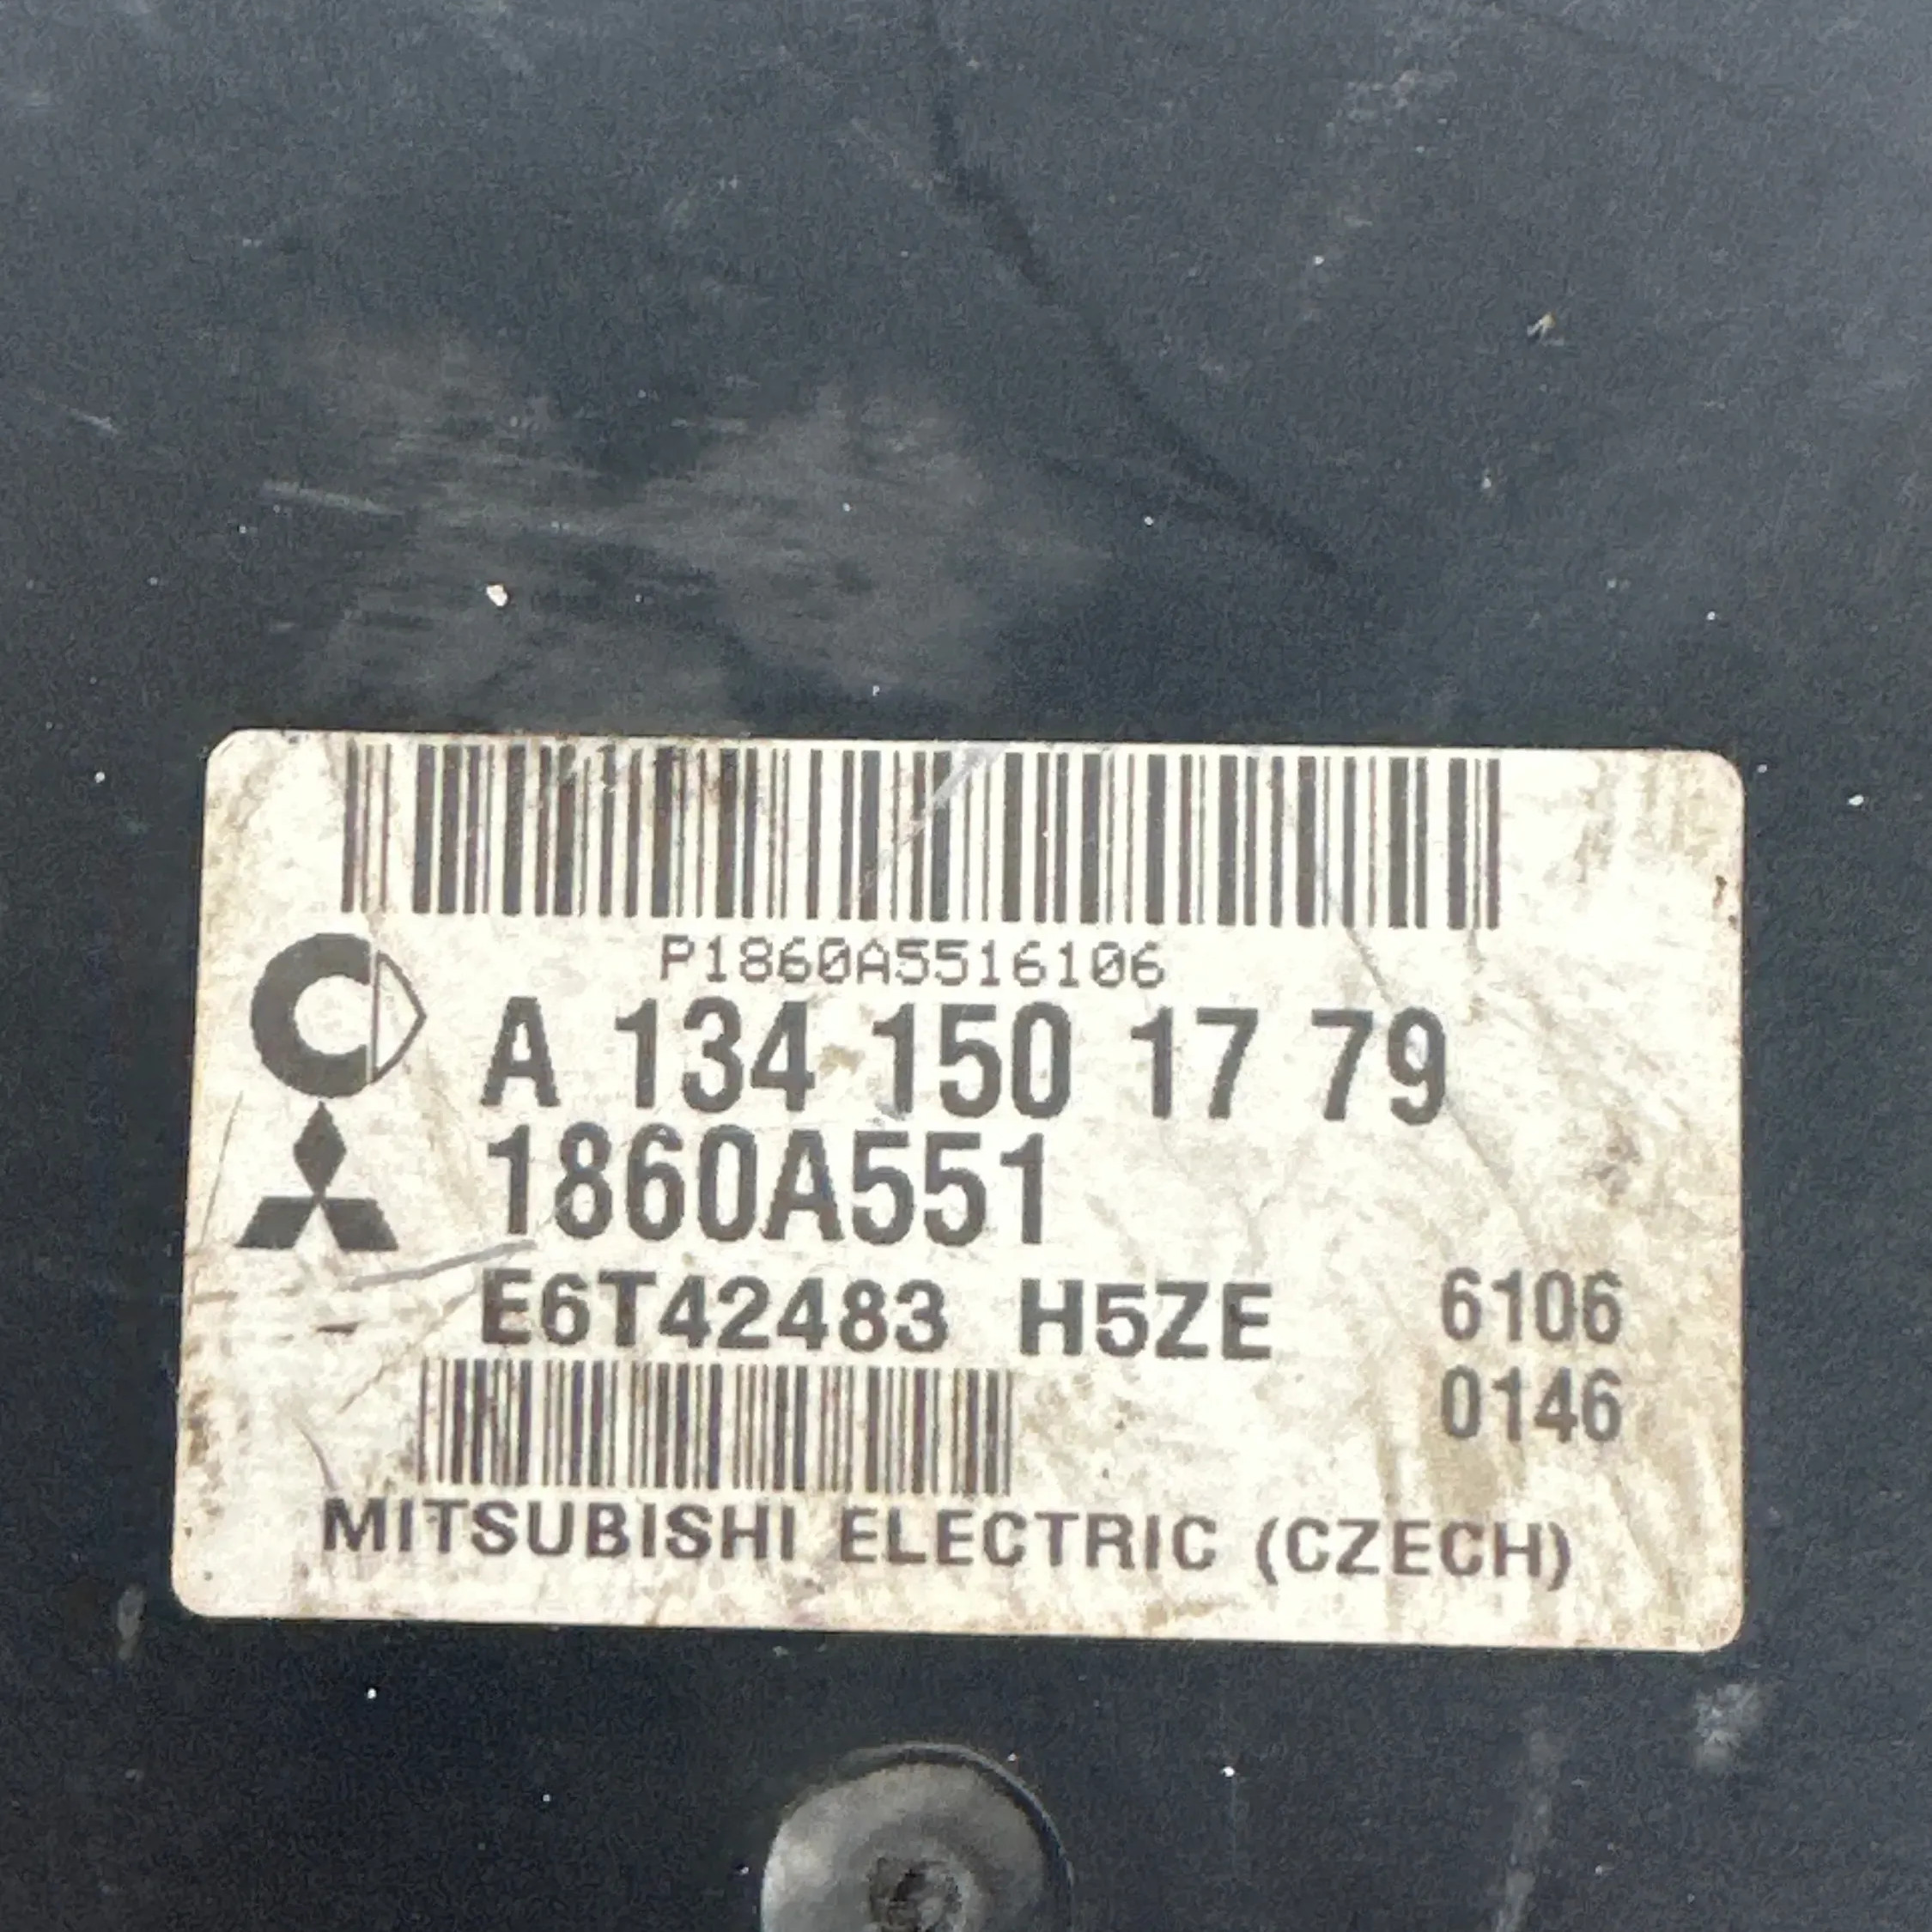 P1860A5516106
A 134 150 17 79
1860A551
E6T42483 H5ZE 6106
0146
MITSUBISHI ELECTRIC (CZECH)